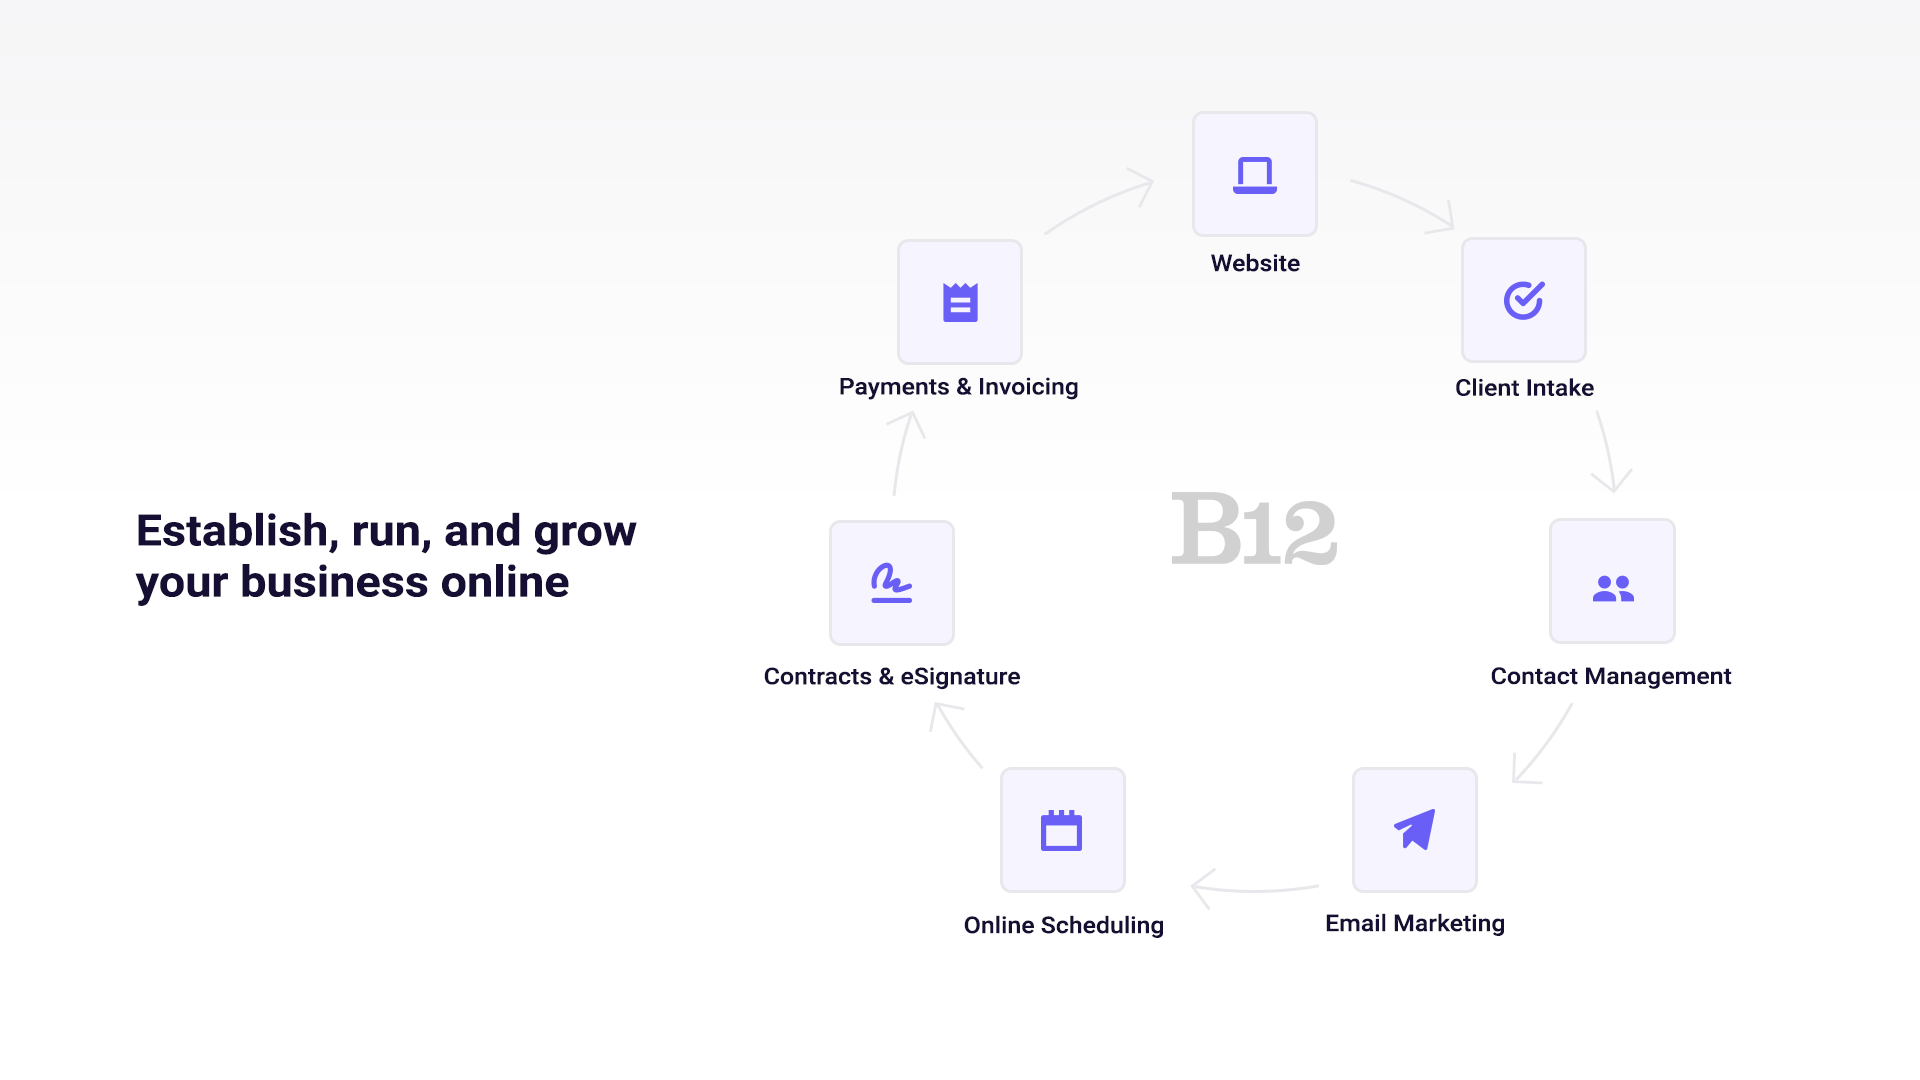 Establish, run, and grow
your business online
Website
Client Intake
Contact Management
Email Marketing
Online Scheduling
Contracts & eSignature
Payments & Invoicing
B12